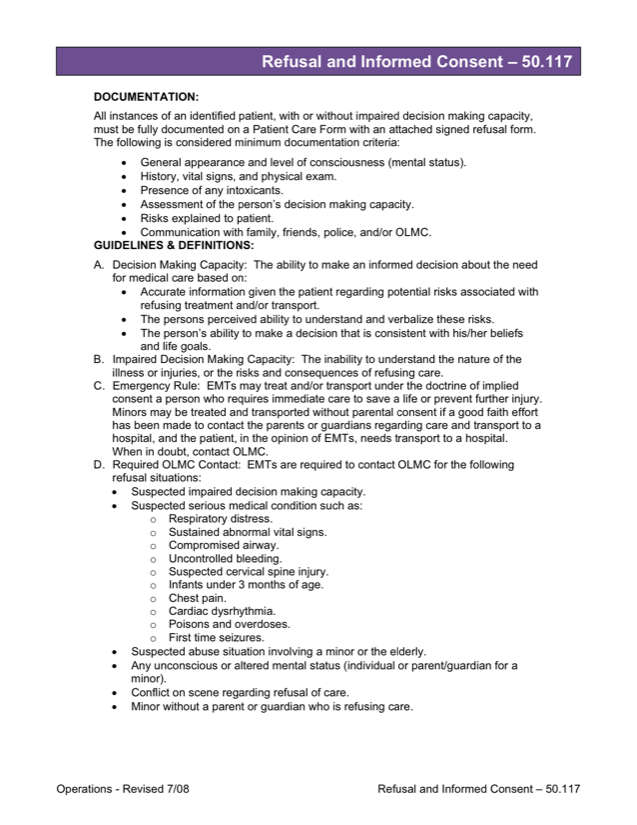 Refusal and Informed Consent – 50.117
DOCUMENTATION:
All instances of an identified patient, with or without impaired decision making capacity,
must be fully documented on a Patient Care Form with an attached signed refusal form.
The following is considered minimum documentation criteria:
• General appearance and level of consciousness (mental status).
• History, vital signs, and physical exam.
• Presence of any intoxicants.
• Assessment of the person's decision making capacity.
• Risks explained to patient.
• Communication with family, friends, police, and/or OLMC.
GUIDELINES & DEFINITIONS:
A. Decision Making Capacity: The ability to make an informed decision about the need
for medical care based on:
• Accurate information given the patient regarding potential risks associated with
refusing treatment and/or transport.
• The persons perceived ability to understand and verbalize these risks.
• The person's ability to make a decision that is consistent with his/her beliefs
and life goals.
B. Impaired Decision Making Capacity: The inability to understand the nature of the
illness or injuries, or the risks and consequences of refusing care.
C. Emergency Rule: EMTs may treat and/or transport under the doctrine of implied
consent a person who requires immediate care to save a life or prevent further injury.
Minors may be treated and transported without parental consent if a good faith effort
has been made to contact the parents or guardians regarding care and transport to a
hospital, and the patient, in the opinion of EMTs, needs transport to a hospital.
When in doubt, contact OLMC.
D. Required OLMC Contact: EMTs are required to contact OLMC for the following
refusal situations:
• Suspected impaired decision making capacity.
• Suspected serious medical condition such as:
o Respiratory distress.
o Sustained abnormal vital signs.
o Compromised airway.
o Uncontrolled bleeding.
o Suspected cervical spine injury.
o Infants under 3 months of age.
o Chest pain.
o Cardiac dysrhythmia.
o Poisons and overdoses.
o First time seizures.
• Suspected abuse situation involving a minor or the elderly.
• Any unconscious or altered mental status (individual or parent/guardian for a
minor).
• Conflict on scene regarding refusal of care.
• Minor without a parent or guardian who is refusing care.
Operations - Revised 7/08 Refusal and Informed Consent – 50.117